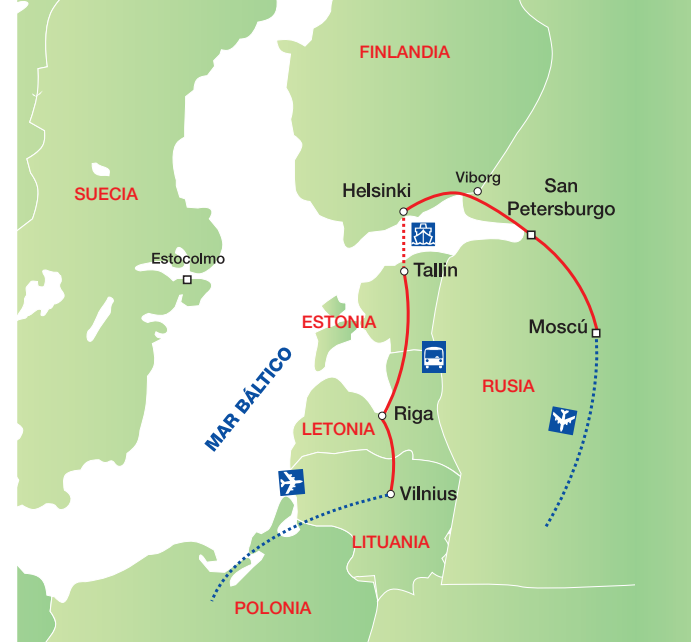 FINLANDIA
SUECIA
Helsinki
Viborg
San
Petersburgo
Estocolmo
Tallin
ESTONIA
Moscú
MAR BÁLTICO
RUSIA
Riga
LETONIA
Vilnius
LITUANIA
POLONIA